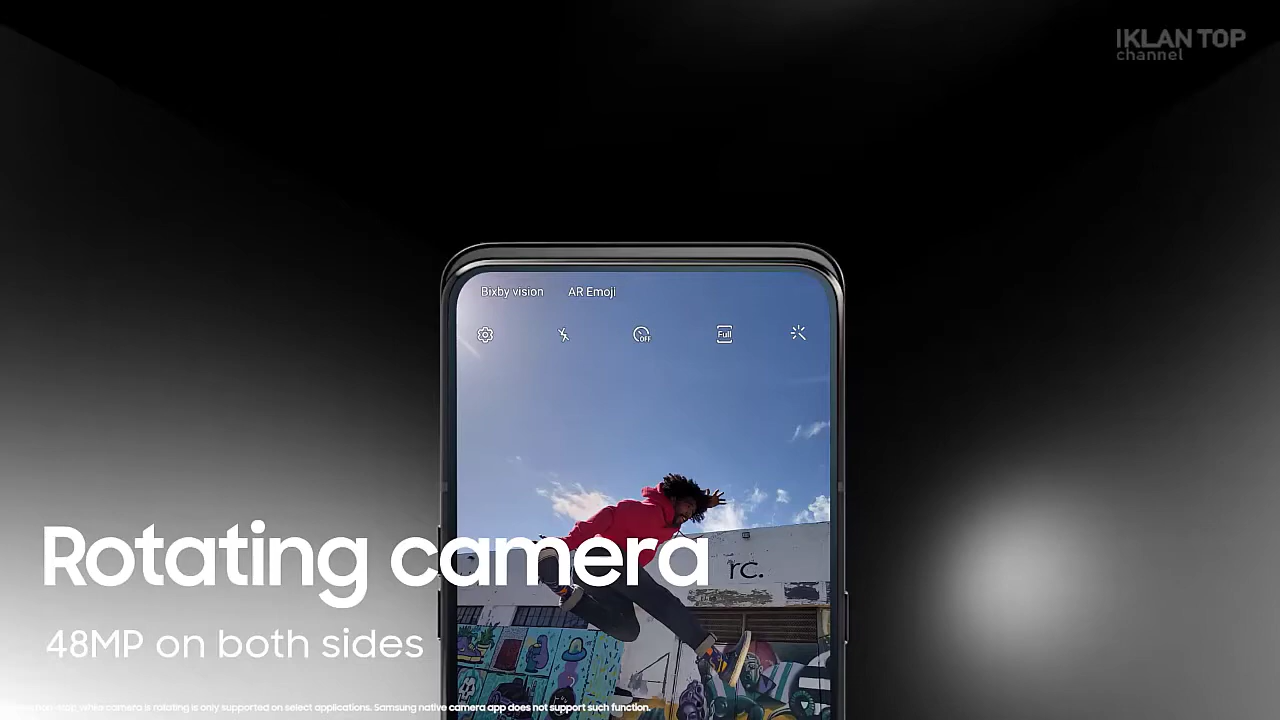 IKLAN TOP
channel
Bixby vision AR Emoji
OFF
Full
Rotating camera
rc.
48MP on both sides
when camera is rotating is only supported on select applications. Samsung native camera app does not support such function.